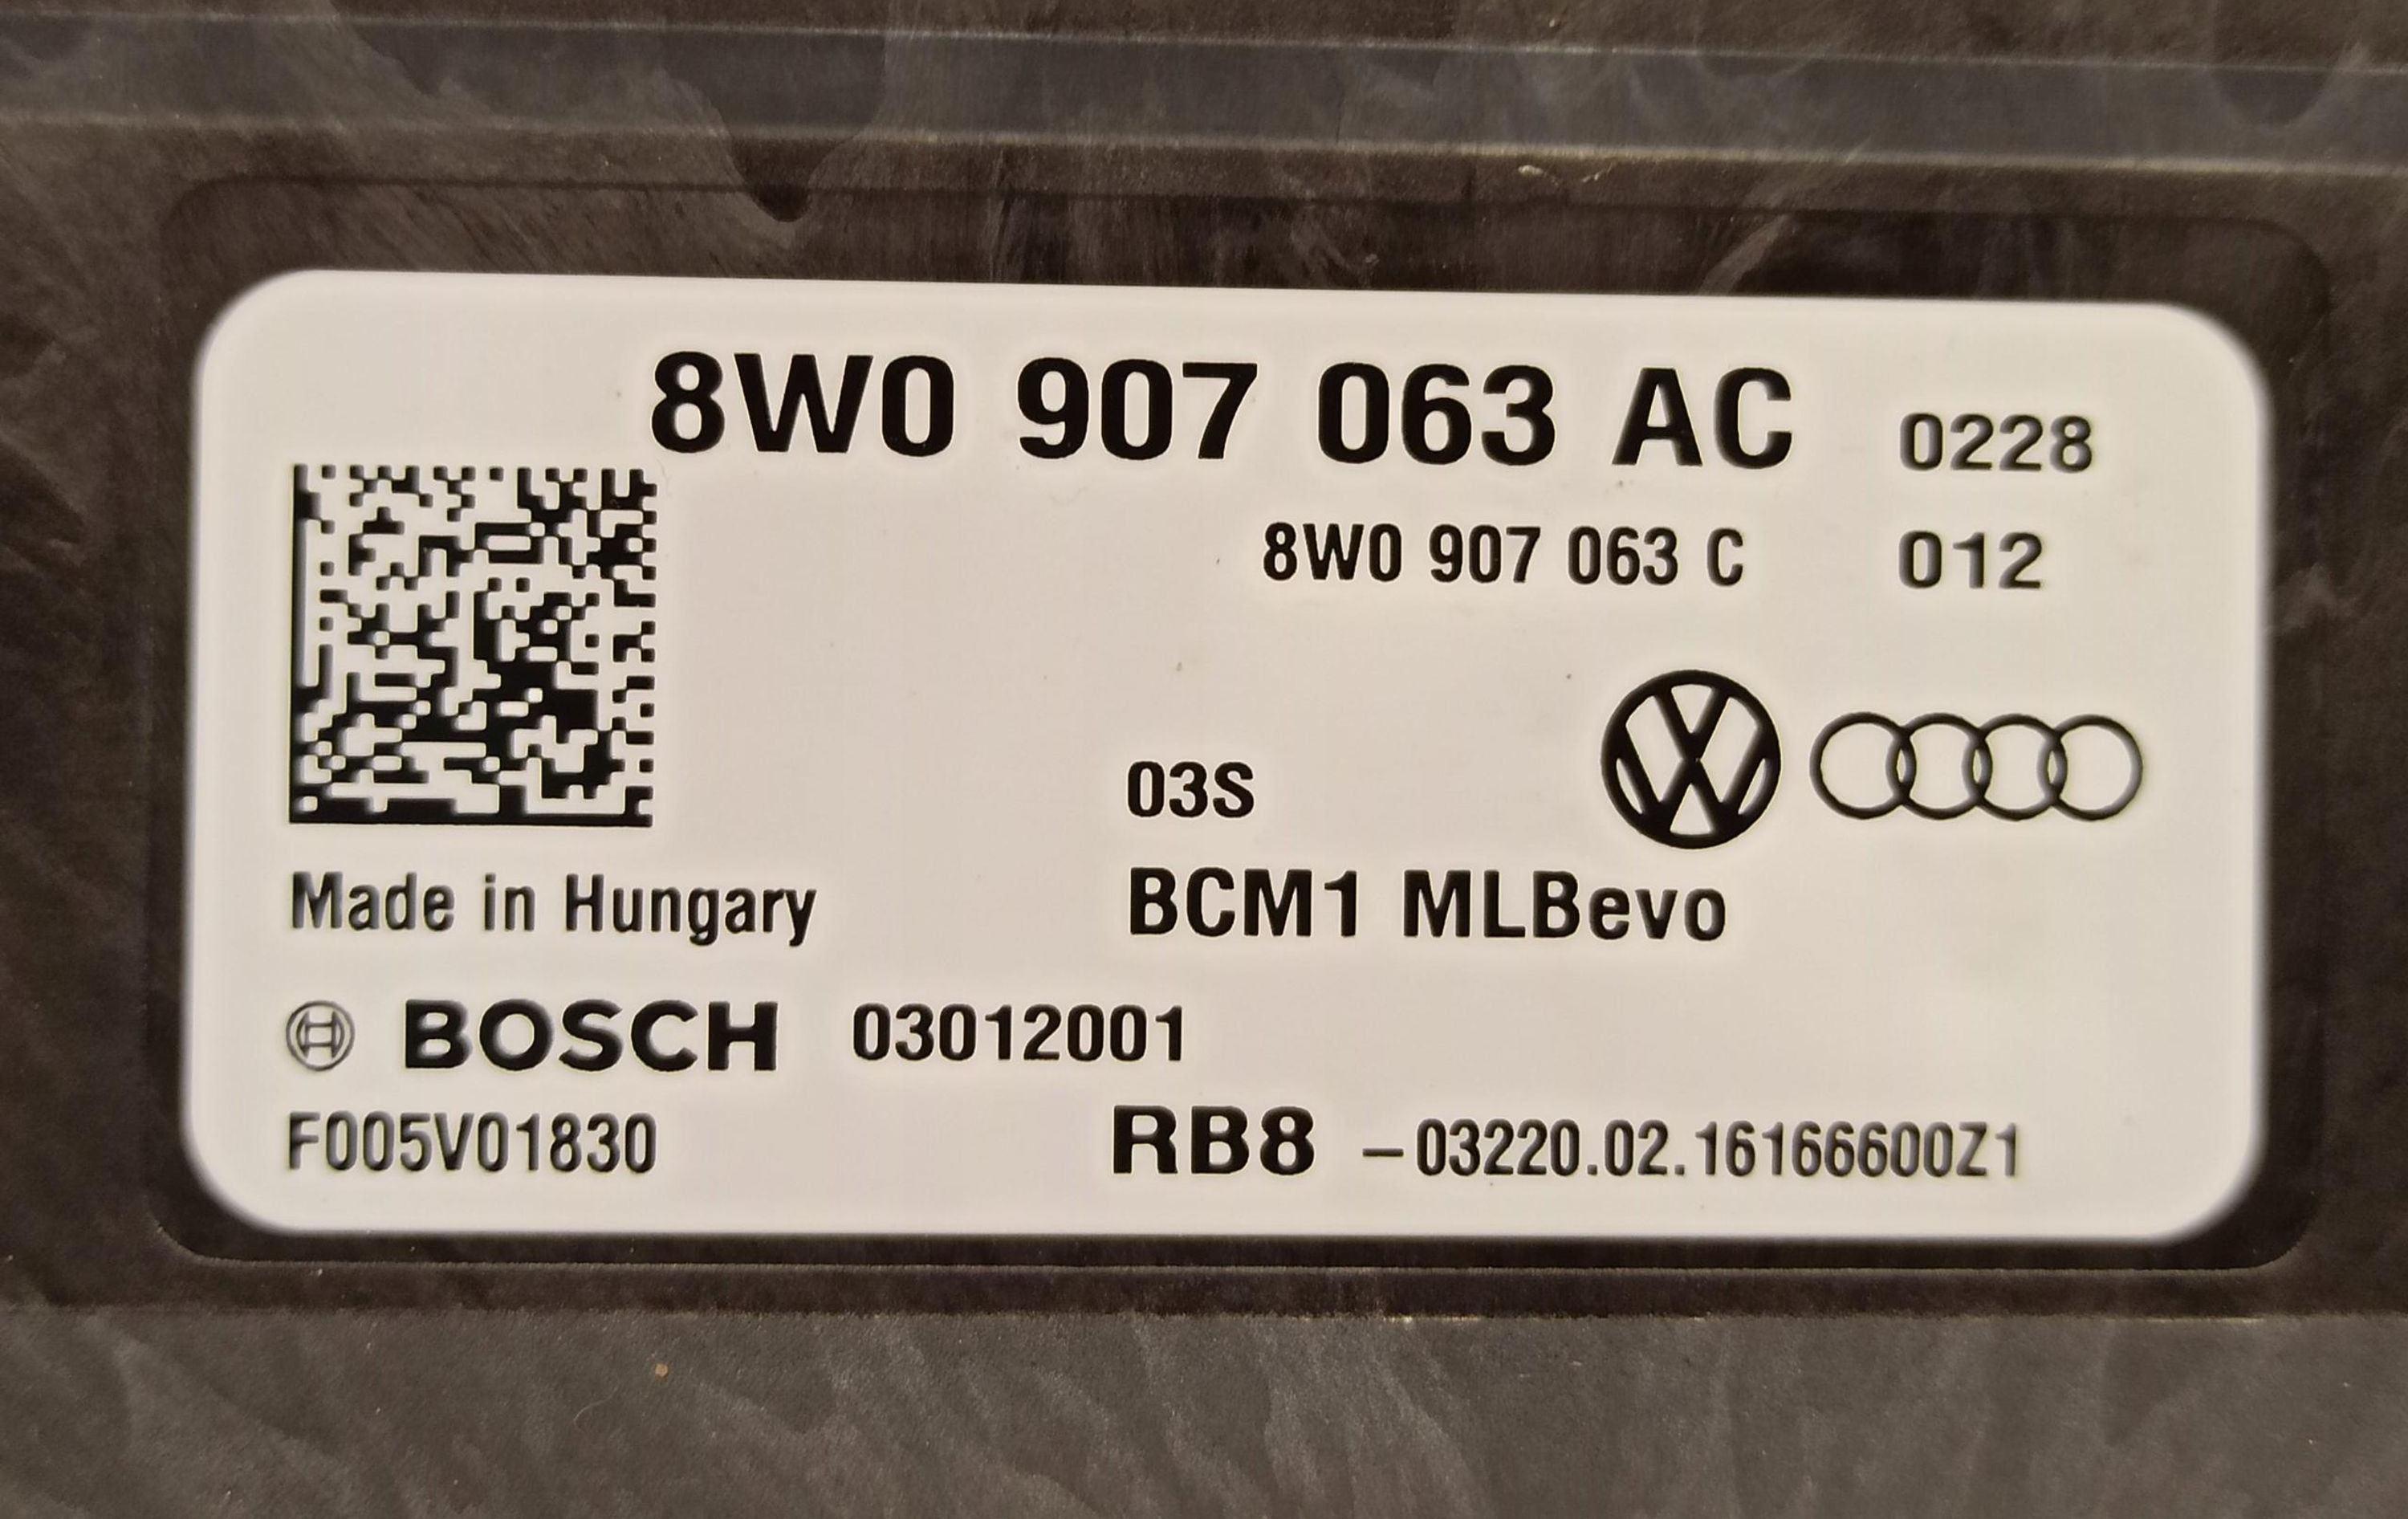 8W0 907 063 AC 0228
8W0 907 063 C 012
03S
Made in Hungary BCM1 MLBevo
BOSCH 03012001
F005V01830 RB8 –03220.02.16166600Z1